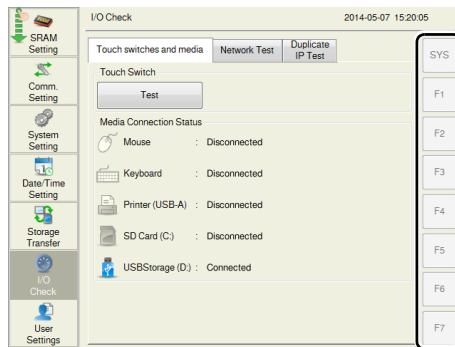 I/O Check
2014-05-07 15:20:05
SRAM
Setting
Comm.
Setting
System
Setting
Date/Time
Setting
Storage
Transfer
I/O
Check
User
Settings
Touch switches and media
Network Test
Duplicate
IP Test
Touch Switch
Test
Media Connection Status
Mouse : Disconnected
Keyboard : Disconnected
Printer (USB-A) : Disconnected
SD Card (C:) : Disconnected
USBStorage (D:) : Connected
SYS
F1
F2
F3
F4
F5
F6
F7